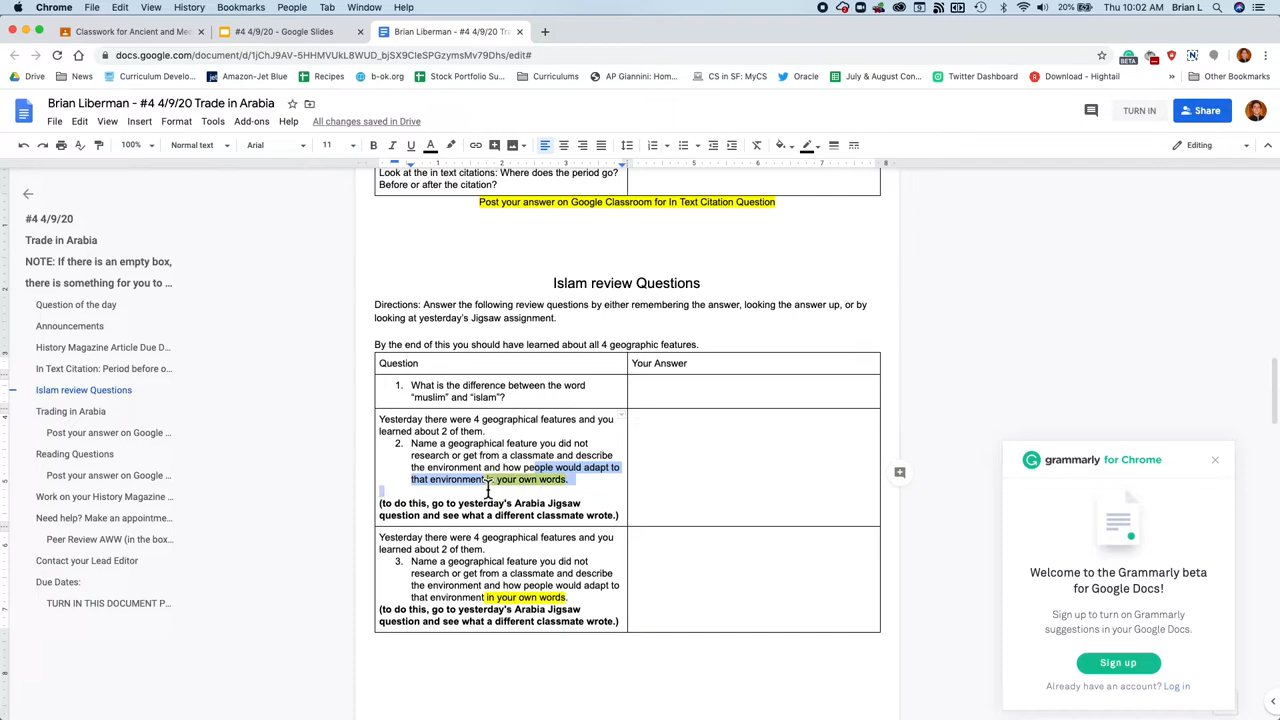 Chrome File Edit View History Bookmarks People Tab Window Help 20% Thu 10:02 AM Brian L
Classwork for Ancient and Me #4 4/9/20 - Google Slides Brian Liberman - #4 4/9/20 Tr
docs.google.com/document/d/1jChJ9AV-5HHMVUkL8WUD_bjSX9CIeSPGzymsMv79Dhs/edit#
Drive News Curriculum Develo... Amazon-Jet Blue Recipes b-ok.org Stock Portfolio Su... Curriculums AP Giannini: Hom... CS in SF: MyCS Oracle July & August Con... Twitter Dashboard Download - Hightail » Other Bookmarks
Brian Liberman - #4 4/9/20 Trade in Arabia
TURN IN Share
File Edit View Insert Format Tools Add-ons Help All changes saved in Drive
100% Normal text Arial 11 B I U A Editing
1 2 3 4 5 6 7 8
Look at the in text citations: Where does the period go?
Before or after the citation?
Post your answer on Google Classroom for In Text Citation Question
#4 4/9/20
Trade in Arabia
NOTE: If there is an empty box,
there is something for you to ...
Question of the day
Announcements
History Magazine Article Due D...
In Text Citation: Period before o...
Islam review Questions
Trading in Arabia
Post your answer on Google ...
Reading Questions
Post your answer on Google ...
Work on your History Magazine ...
Need help? Make an appointme...
Peer Review AWW (in the box...
Contact your Lead Editor
Due Dates:
TURN IN THIS DOCUMENT P...
Islam review Questions
Directions: Answer the following review questions by either remembering the answer, looking the answer up, or by
looking at yesterday's Jigsaw assignment.
By the end of this you should have learned about all 4 geographic features.
Question Your Answer
1. What is the difference between the word
“muslim” and “islam”?
Yesterday there were 4 geographical features and you
learned about 2 of them.
2. Name a geographical feature you did not
research or get from a classmate and describe
the environment and how people would adapt to
that environment in your own words.
(to do this, go to yesterday's Arabia Jigsaw
question and see what a different classmate wrote.)
Yesterday there were 4 geographical features and you
learned about 2 of them.
3. Name a geographical feature you did not
research or get from a classmate and describe
the environment and how people would adapt to
that environment in your own words.
(to do this, go to yesterday's Arabia Jigsaw
question and see what a different classmate wrote.)
grammarly for Chrome
Welcome to the Grammarly beta
for Google Docs!
Sign up to turn on Grammarly
suggestions in your Google Docs.
Sign up
Already have an account? Log in